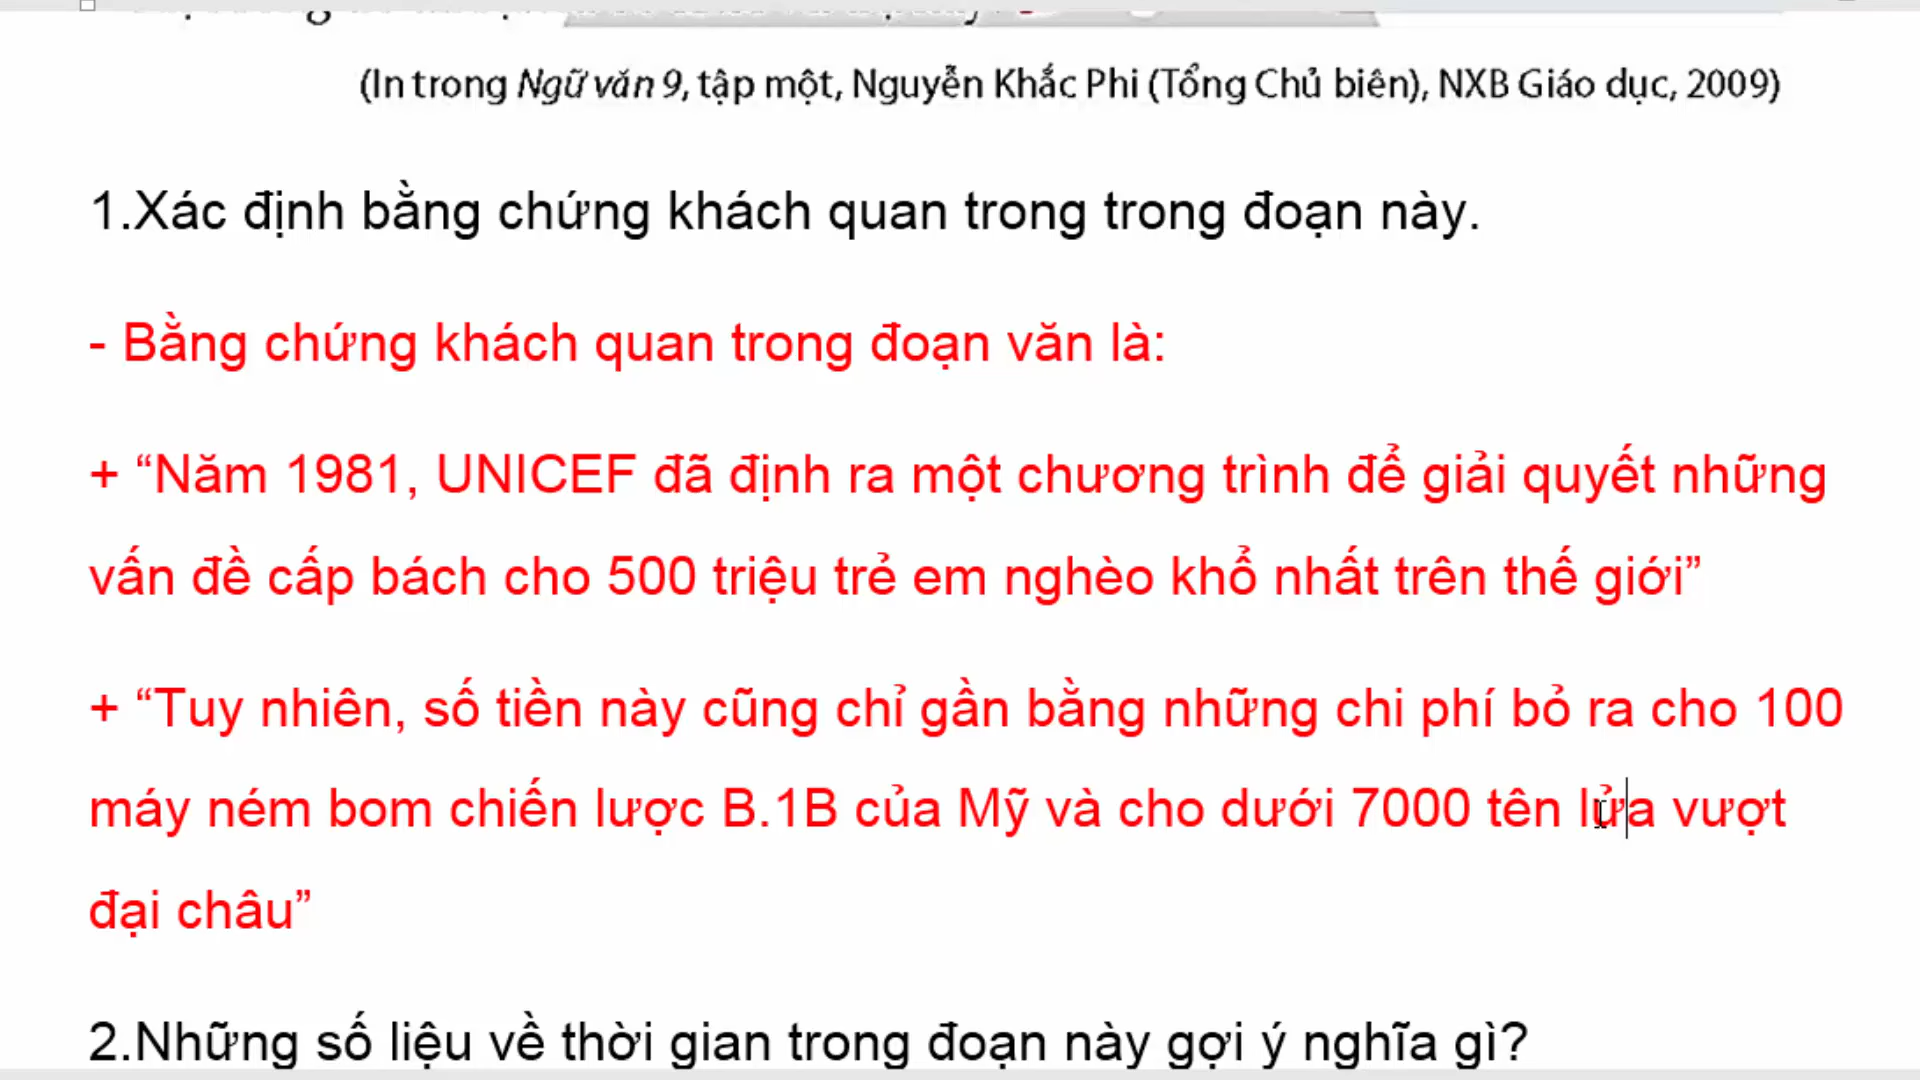 (In trong Ngữ văn 9, tập một, Nguyễn Khắc Phi (Tổng Chủ biên), NXB Giáo dục, 2009)
1.Xác định bằng chứng khách quan trong trong đoạn này.
- Bằng chứng khách quan trong đoạn văn là:
+ “Năm 1981, UNICEF đã định ra một chương trình để giải quyết những
vấn đề cấp bách cho 500 triệu trẻ em nghèo khổ nhất trên thế giới”
+ “Tuy nhiên, số tiền này cũng chỉ gần bằng những chi phí bỏ ra cho 100
máy ném bom chiến lược B.1B của Mỹ và cho dưới 7000 tên lửa vượt
đại châu”
2.Những số liệu về thời gian trong đoạn này gợi ý nghĩa gì?